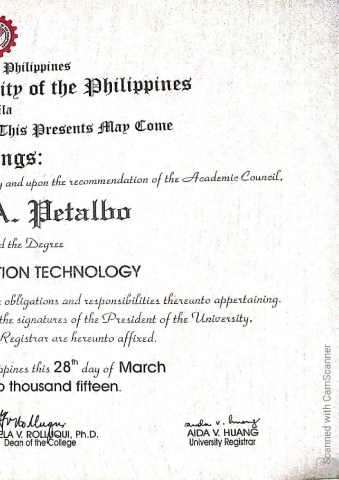 Philippines
ity of the Philippines
ila
This Presents May Come
ngs:
y and upon the recommendation of the Academic Council,
A. Petalbo
d the Degree
TION TECHNOLOGY
obligations and responsibilities thereunto appertaining.
the signatures of the President of the University,
Registrar are hereunto affixed.
ppines this 28th day of March
o thousand fifteen.
ELA V. ROLLUQUI, Ph.D.
Dean of the College
aida v. huang
AIDA V. HUANG
University Registrar
Scanned with CamScanner